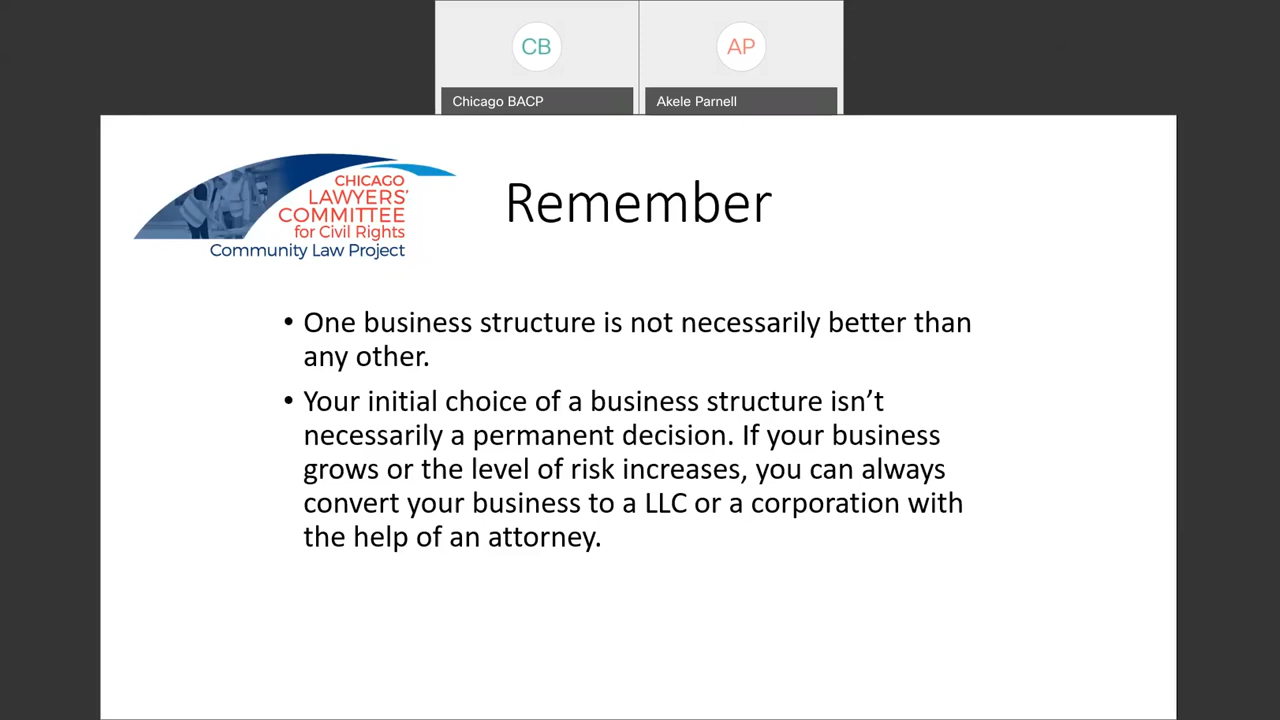 CB
AP
Chicago BACP
Akele Parnell
CHICAGO
LAWYERS'
COMMITTEE
for Civil Rights
Community Law Project
Remember
• One business structure is not necessarily better than
any other.
• Your initial choice of a business structure isn’t
necessarily a permanent decision. If your business
grows or the level of risk increases, you can always
convert your business to a LLC or a corporation with
the help of an attorney.